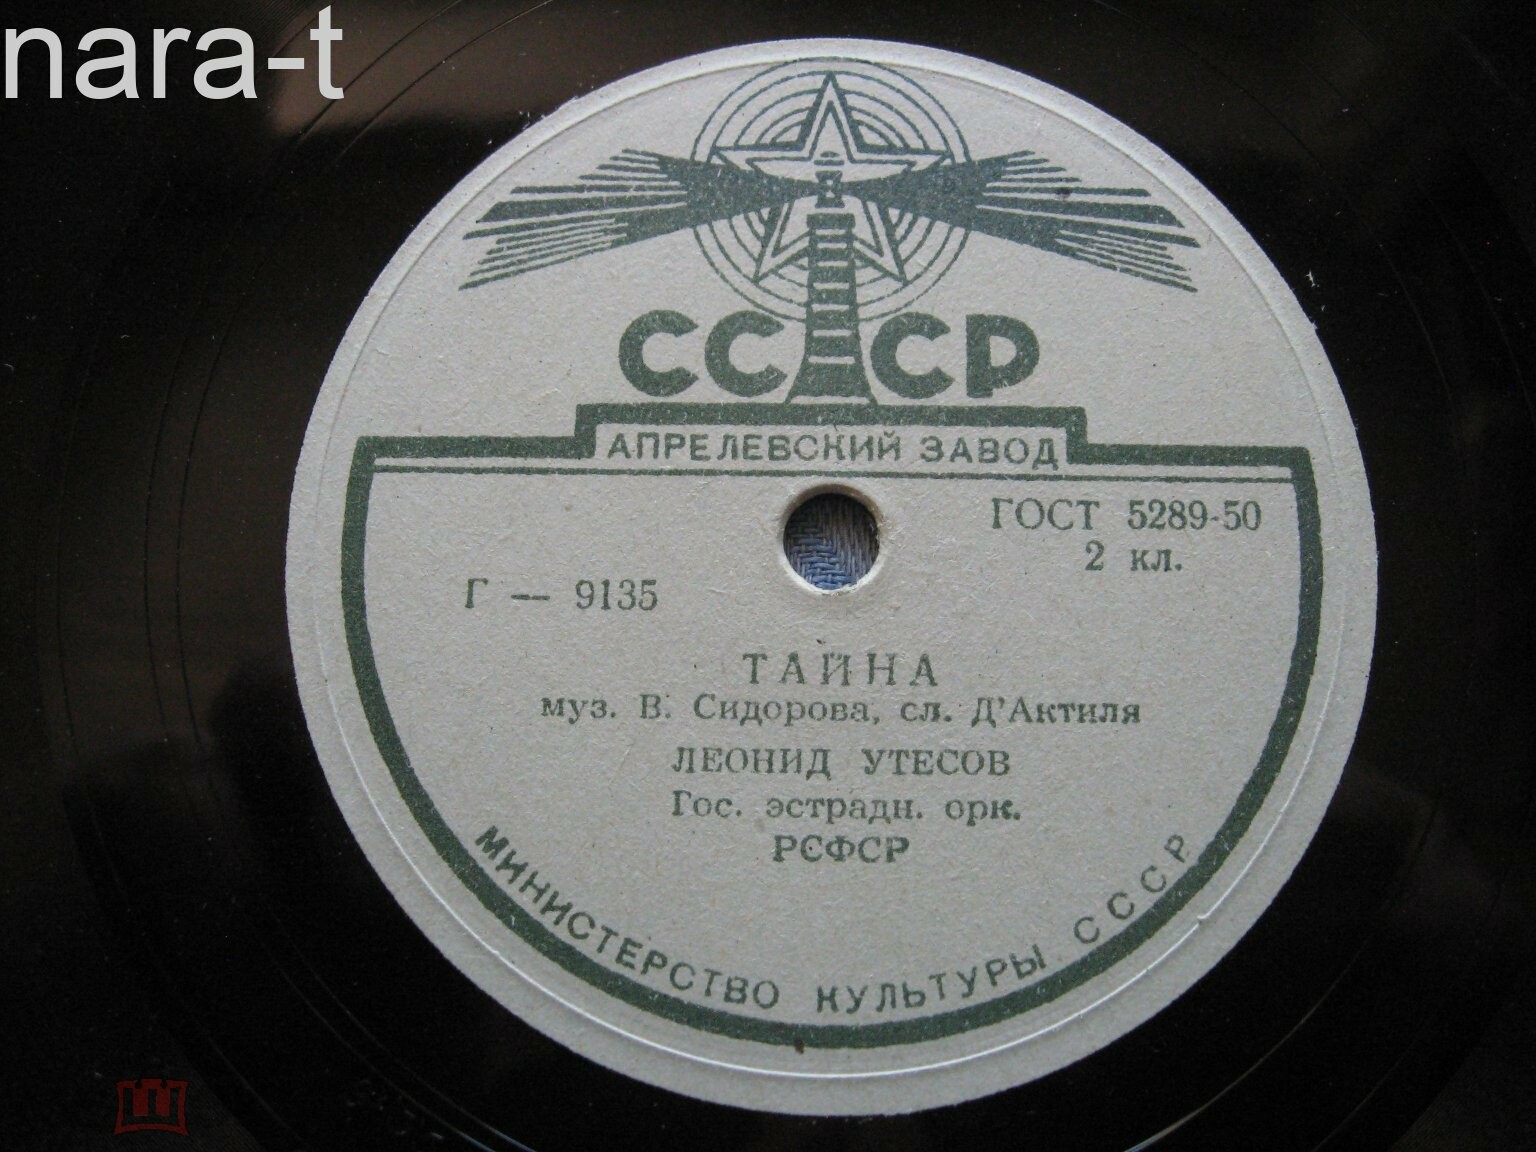 nara-t
СССР
АПРЕЛЕВСКИЙ ЗАВОД
ГОСТ 5289-50
2 кл.
Г — 9135
ТАЙНА
муз. В. Сидорова, сл. Д'Актиля
ЛЕОНИД УТЕСОВ
Гос. эстрадн. орк.
РСФСР
МИНИСТЕРСТВО КУЛЬТУРЫ СССР